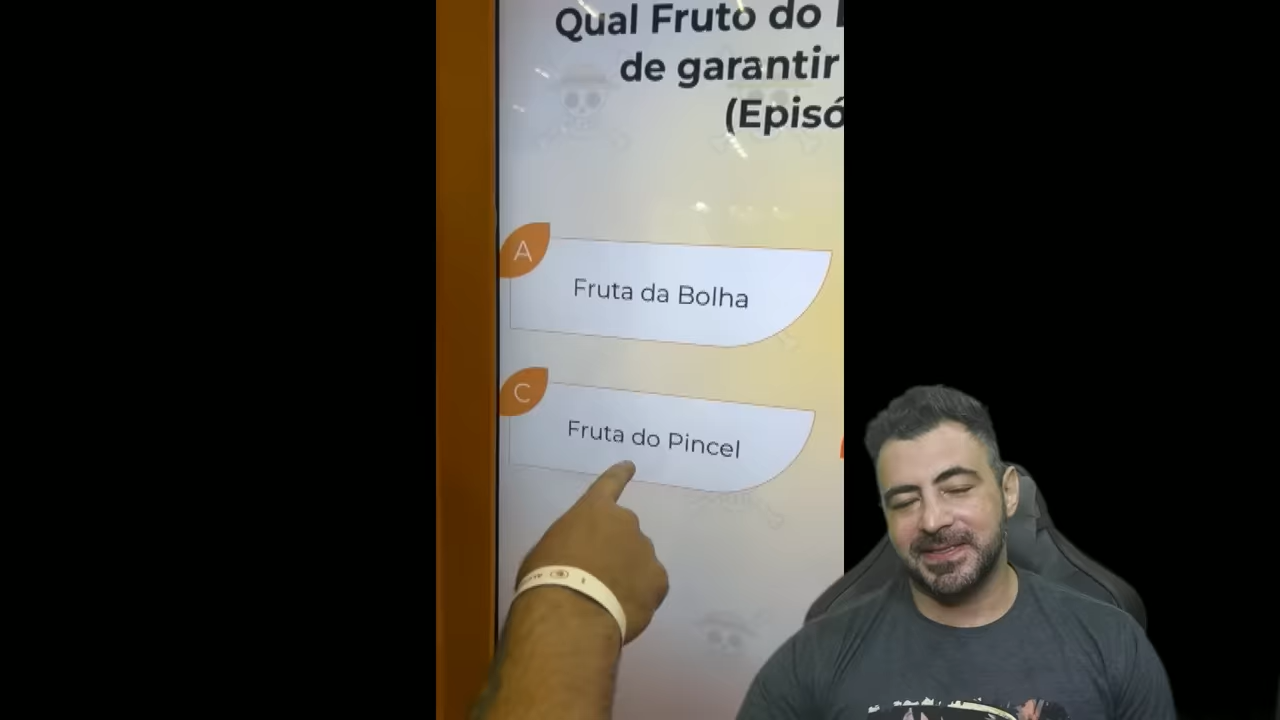 Qual Fruto do
de garantir
(Episó
A
Fruta da Bolha
C
Fruta do Pincel